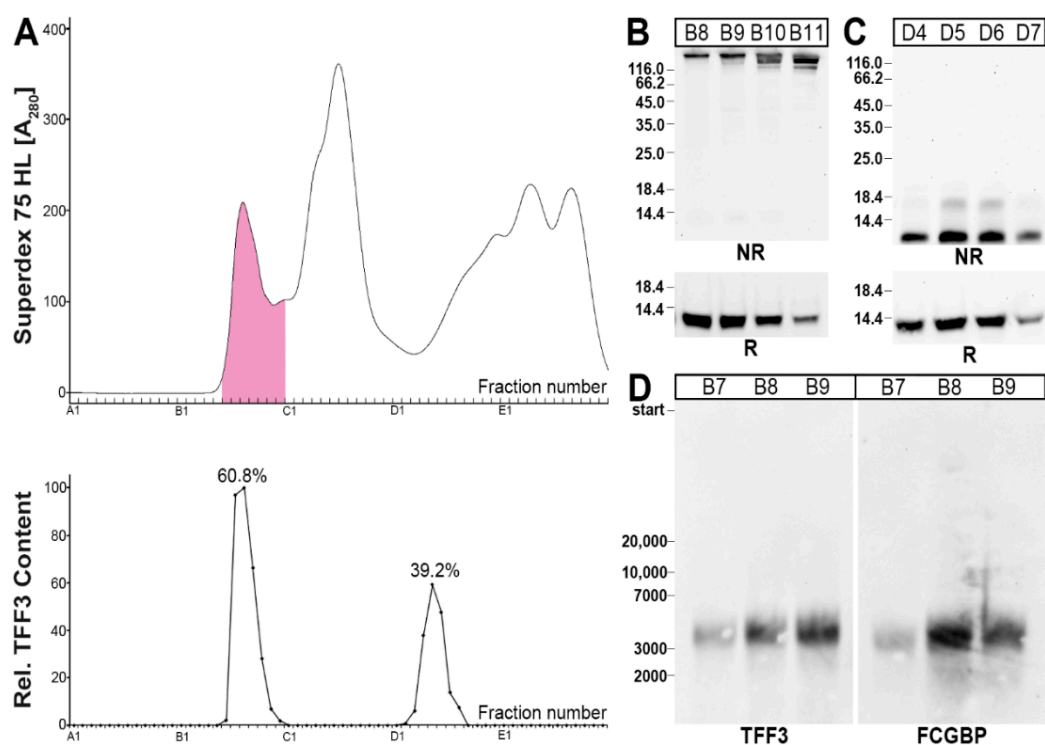 A
Superdex 75 HL [A280]
400
300
200
100
0
Fraction number
A1 B1 C1 D1 E1
Rel. TFF3 Content
100
80
60
40
20
0
60.8%
39.2%
Fraction number
A1 B1 C1 D1 E1
B
B8 B9 B10 B11
116.0
66.2
45.0
35.0
25.0
18.4
14.4
NR
18.4
14.4
R
C
D4 D5 D6 D7
116.0
66.2
45.0
35.0
25.0
18.4
14.4
NR
18.4
14.4
R
D
B7 B8 B9 B7 B8 B9
start
20,000
10,000
7000
3000
2000
TFF3 FCGBP